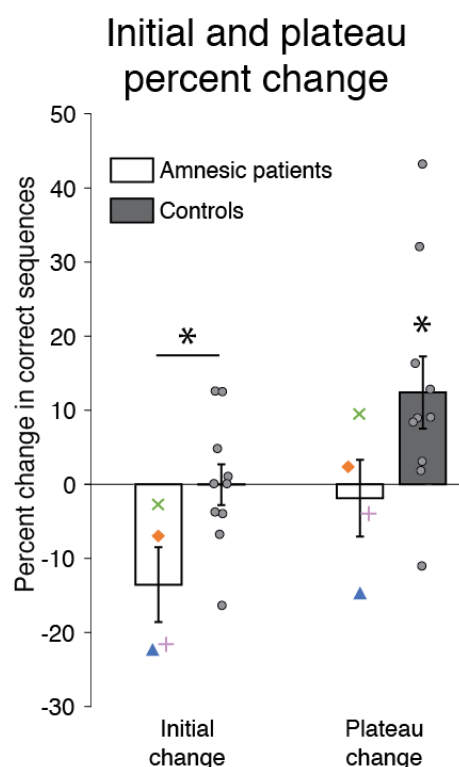 Initial and plateau
percent change
Percent change in correct sequences
50
40
30
20
10
0
-10
-20
-30
Amnesic patients
Controls
*
*
Initial
change
Plateau
change